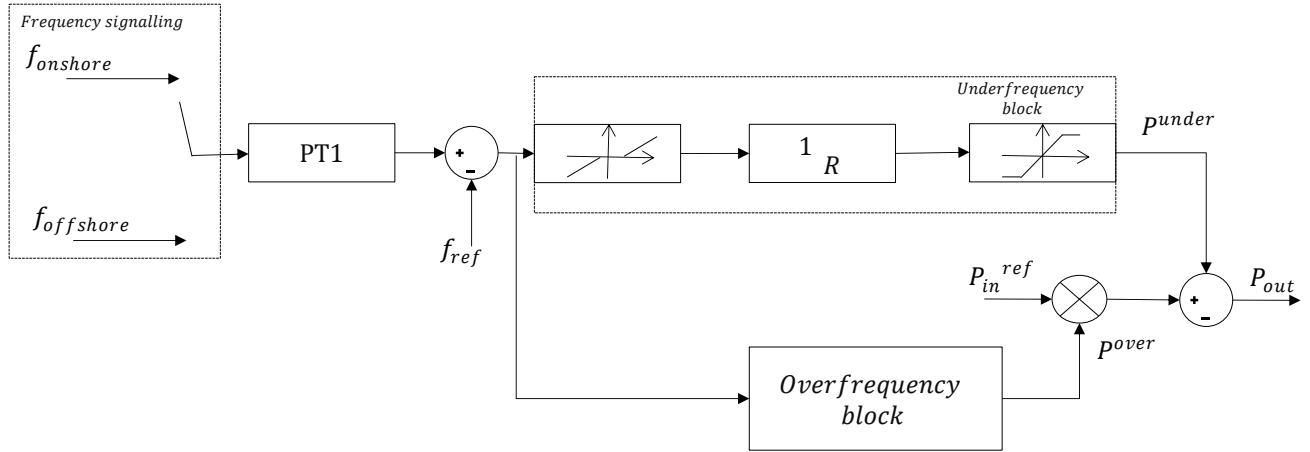 Frequency signalling
f_onshore
Underfrequency
block
P^under
PT1
+
-
1
R
f_offshore
f_ref
P_in^ref
P_out
+
-
P^over
Overfrequency
block